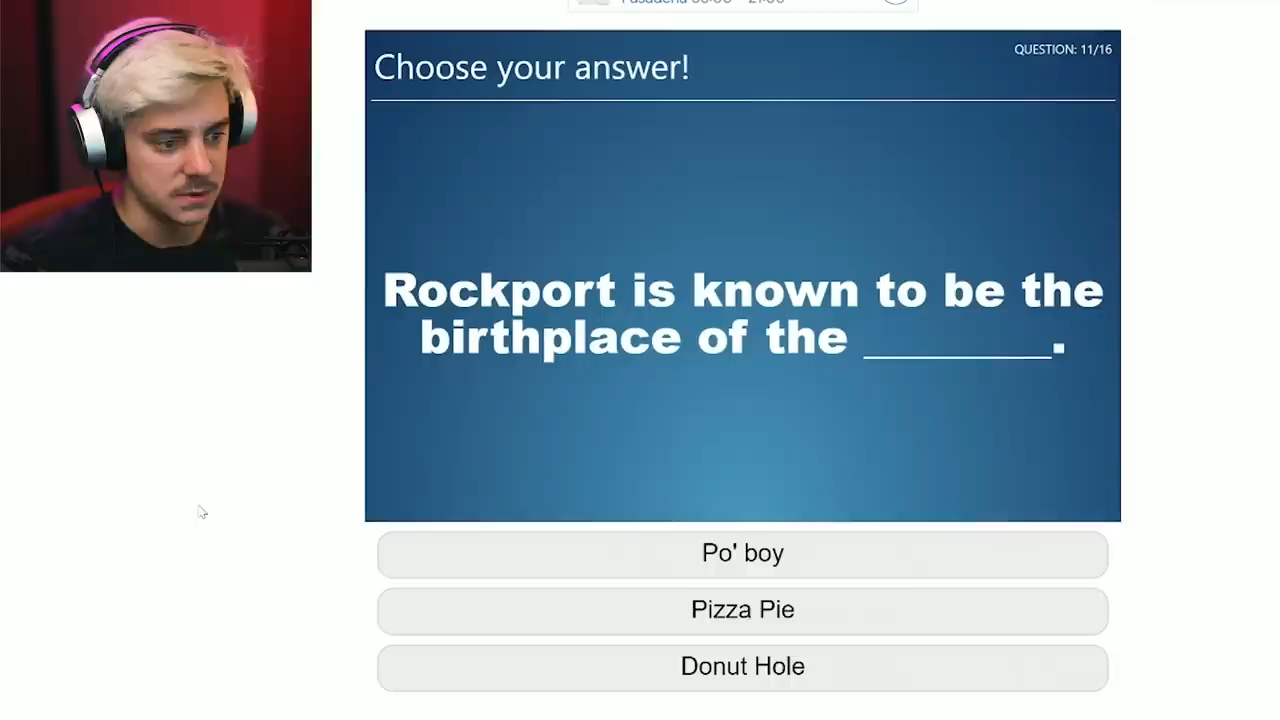 Choose your answer!
QUESTION: 11/16
Rockport is known to be the
birthplace of the ________.
Po' boy
Pizza Pie
Donut Hole